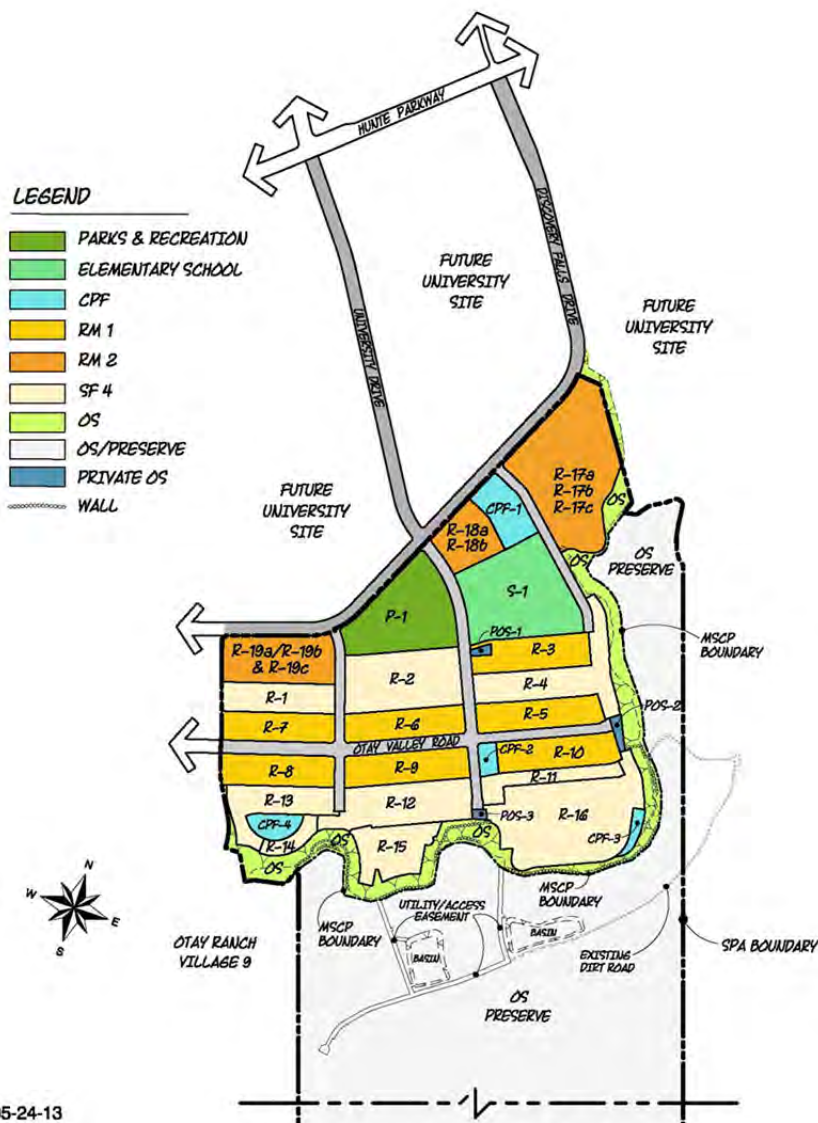 HUNTE PARKWAY
LEGEND
PARKS & RECREATION
ELEMENTARY SCHOOL
CPF
RM 1
RM 2
SF 4
OS
OS/PRESERVE
PRIVATE OS
WALL
UNIVERSITY DRIVE
DISCOVERY FALLS DRIVE
FUTURE
UNIVERSITY
SITE
FUTURE
UNIVERSITY
SITE
FUTURE
UNIVERSITY
SITE
R-17a
R-17b
R-17c
OS
CPF-1
R-18a
R-18b
OS
PRESERVE
OS
S-1
P-1
POS-1
R-3
MSCP
BOUNDARY
R-19a/R-19b
& R-19c
R-2
R-4
R-1
POS-2
R-7
R-6
R-5
OTAY VALLEY ROAD
CPF-2
R-10
R-8
R-9
R-11
R-13
R-12
R-16
CPF-4
POS-3
CPF-3
R-14
OS
R-15
OS
OS
MSCP
BOUNDARY
UTILITY/ACCESS
EASEMENT
MSCP
BOUNDARY
N
W
E
S
OTAY RANCH
VILLAGE 9
BASIN
BASIN
EXISTING
DIRT ROAD
SPA BOUNDARY
OS
PRESERVE
05-24-13